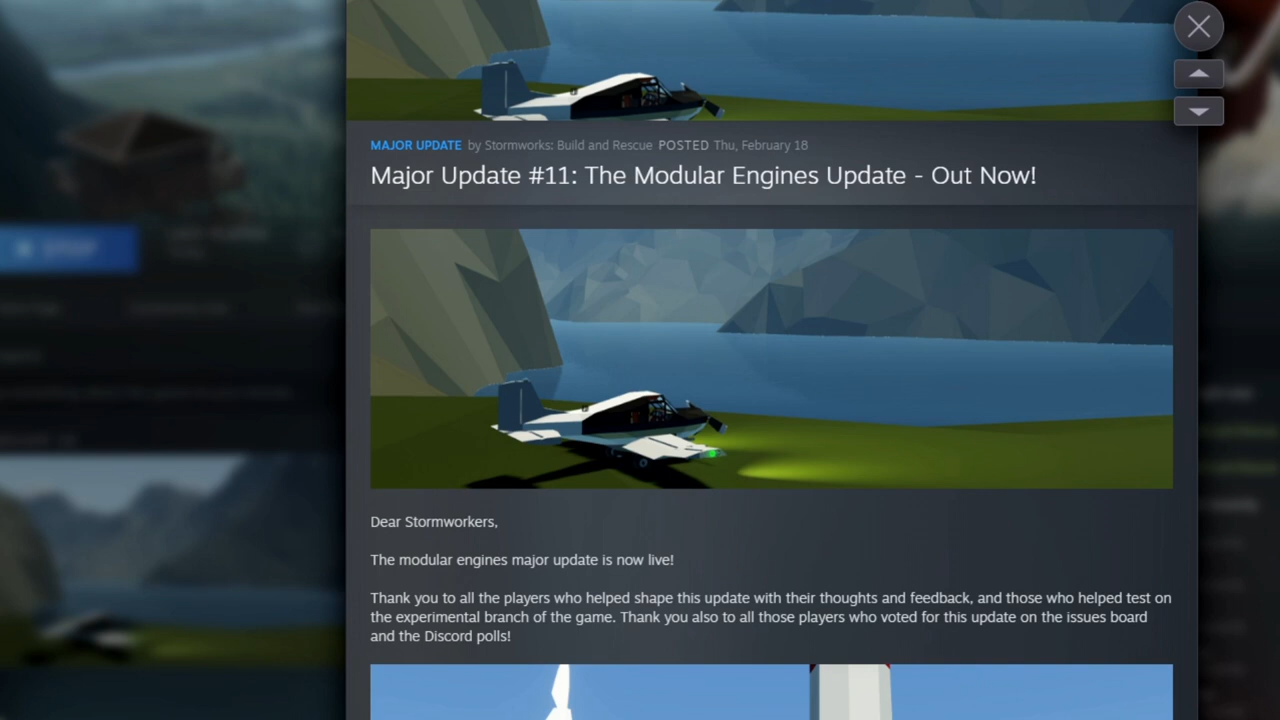 MAJOR UPDATE by Stormworks: Build and Rescue POSTED Thu, February 18
Major Update #11: The Modular Engines Update - Out Now!
Dear Stormworkers,
The modular engines major update is now live!
Thank you to all the players who helped shape this update with their thoughts and feedback, and those who helped test on
the experimental branch of the game. Thank you also to all those players who voted for this update on the issues board
and the Discord polls!